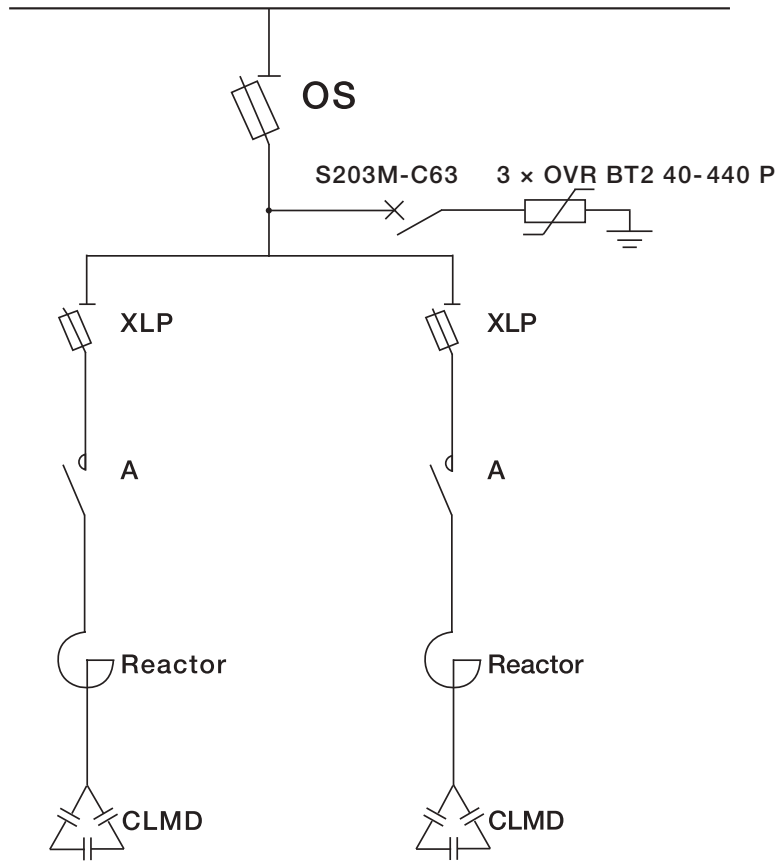 OS
S203M-C63 3 × OVR BT2 40-440 P
XLP XLP
A A
Reactor Reactor
CLMD CLMD